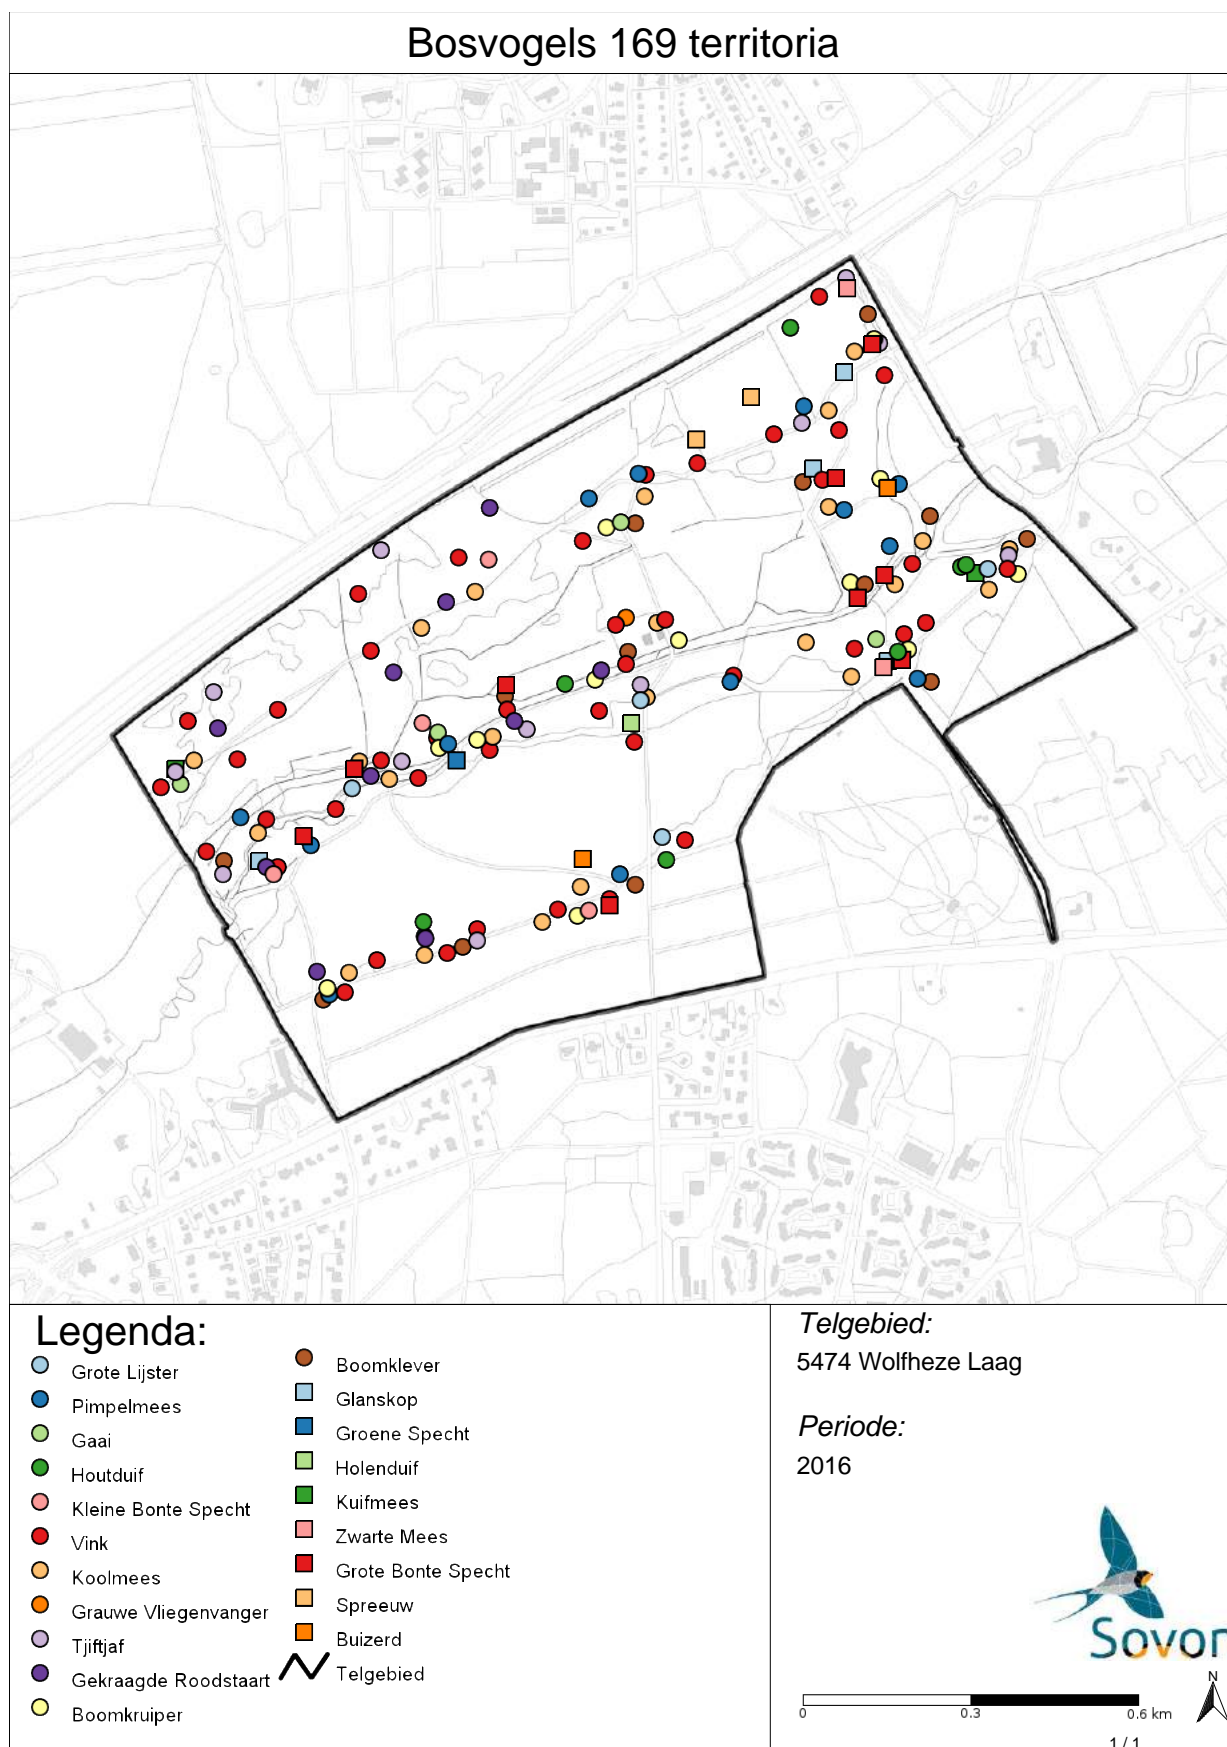 Bosvogels 169 territoria
Legenda:
Grote Lijster
Pimpelmees
Gaai
Houtduif
Kleine Bonte Specht
Vink
Koolmees
Grauwe Vliegenvanger
Tjiftjaf
Gekraagde Roodstaart
Boomkruiper
Boomklever
Glanskop
Groene Specht
Holenduif
Kuifmees
Zwarte Mees
Grote Bonte Specht
Spreeuw
Buizerd
Telgebied
Telgebied:
5474 Wolfheze Laag
Periode:
2016
Sovon
N
0 0.3 0.6 km
1 / 1